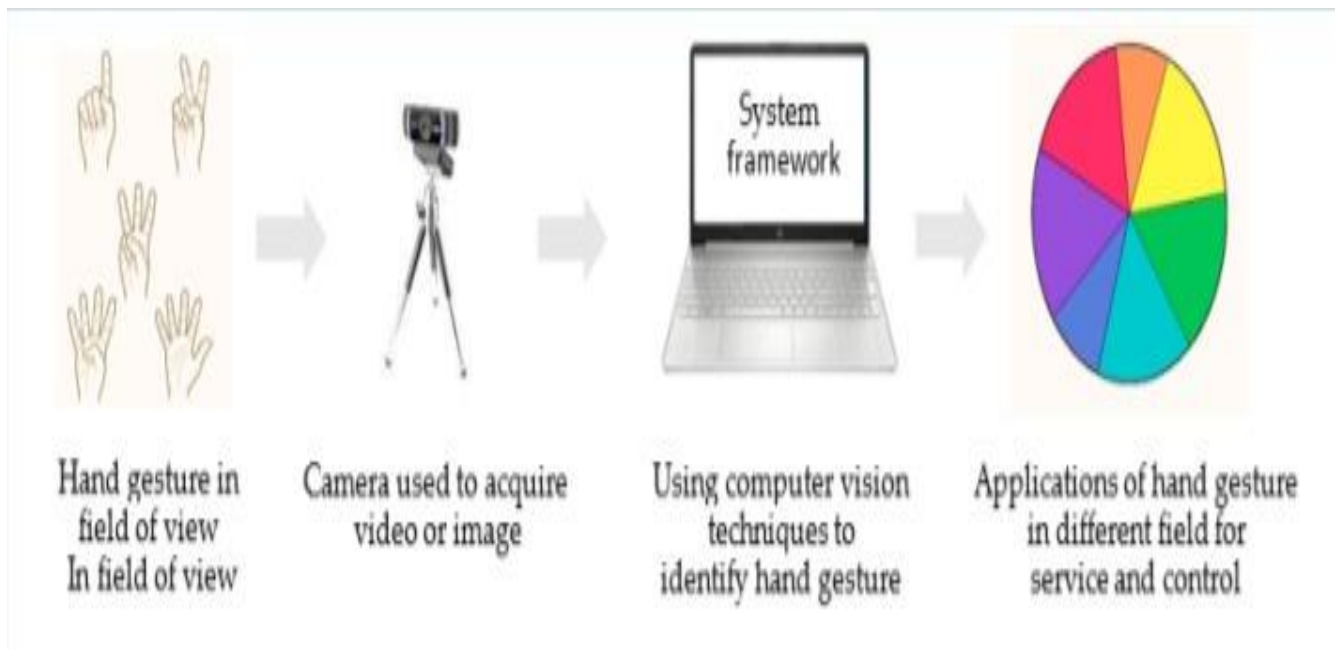 System
framework
Hand gesture in
field of view
In field of view
Camera used to acquire
video or image
Using computer vision
techniques to
identify hand gesture
Applications of hand gesture
in different field for
service and control